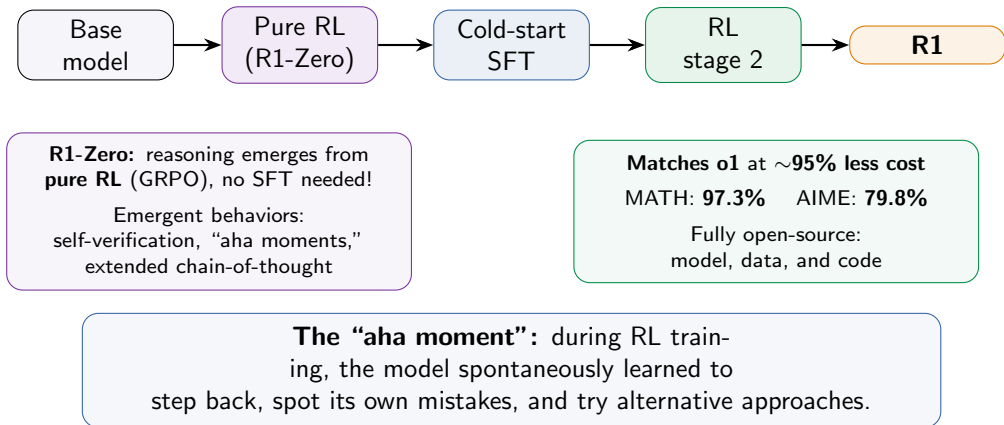 Base
model
Pure RL
(R1-Zero)
Cold-start
SFT
RL
stage 2
R1
R1-Zero: reasoning emerges from
pure RL (GRPO), no SFT needed!
Emergent behaviors:
self-verification, “aha moments,”
extended chain-of-thought
Matches o1 at ∼95% less cost
MATH: 97.3% AIME: 79.8%
Fully open-source:
model, data, and code
The “aha moment”: during RL train-
ing, the model spontaneously learned to
step back, spot its own mistakes, and try alternative approaches.